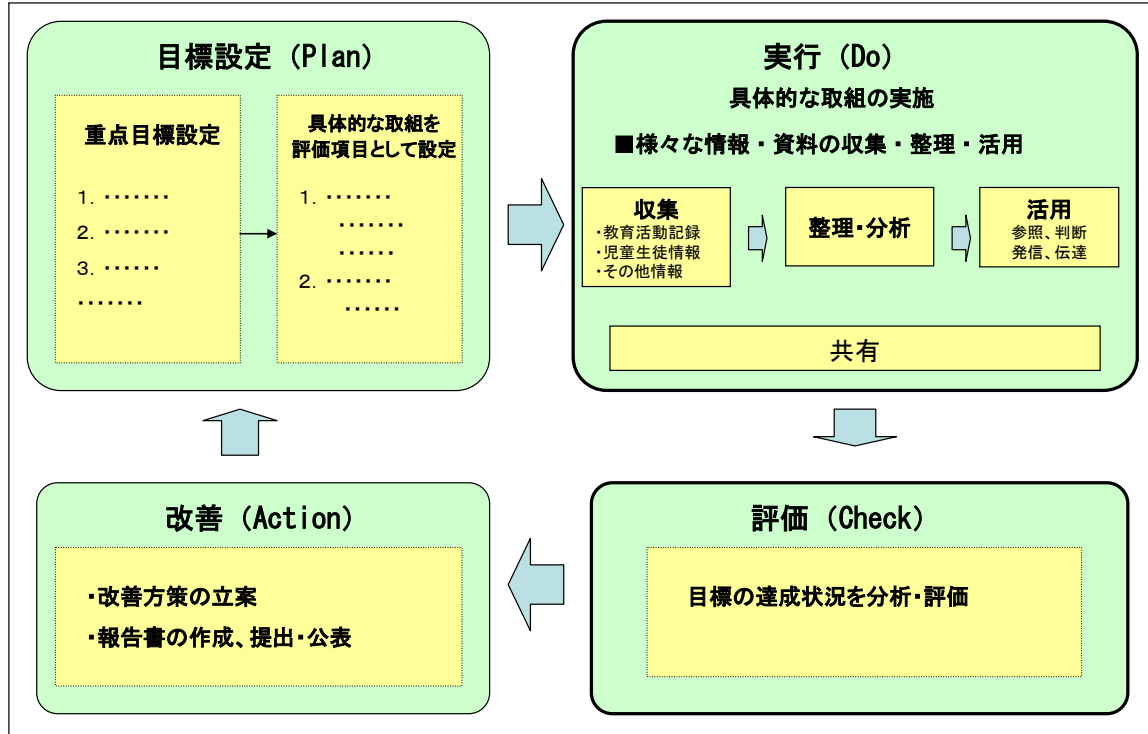 目標設定（Plan）
重点目標設定
1. ･･･････
2. ･･･････
3. ･･････
･･･････
具体的な取組を
評価項目として設定
1. ･･･････
･･･････
･･････
2. ･･･････
･･････
実行（Do）
具体的な取組の実施
■様々な情報・資料の収集・整理・活用
収集
・教育活動記録
・児童生徒情報
・その他情報
整理・分析
活用
参照、判断
発信、伝達
共有
改善（Action）
・改善方策の立案
・報告書の作成、提出・公表
評価（Check）
目標の達成状況を分析・評価